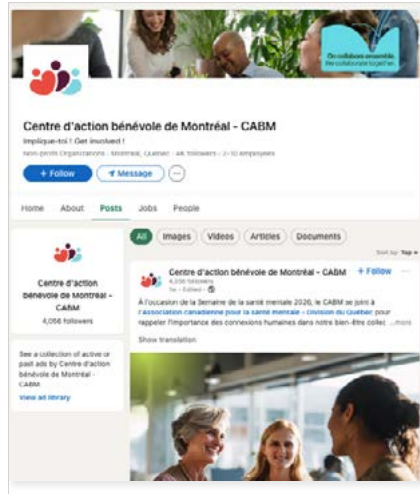 On collabore ensemble.
We collaborate together.
Centre d'action bénévole de Montréal - CABM
Implique-toi ! Get involved !
Non-profit Organizations · Montreal, Quebec · 4K followers · 2-10 employees
+ Follow
Message
Home
About
Posts
Jobs
People
All
Images
Videos
Articles
Documents
Sort by: Top
Centre d'action
bénévole de Montréal -
CABM
4,056 followers
See a collection of active or
past ads by Centre d'action
bénévole de Montréal -
CABM.
View ad library
Centre d'action bénévole de Montréal - CABM
+ Follow
4,056 followers
1w · Edited ·
À l'occasion de la Semaine de la santé mentale 2026, le CABM se joint à
l'Association canadienne pour la santé mentale – Division du Québec pour
rappeler l'importance des connexions humaines dans notre bien-être collec ...more
Show translation